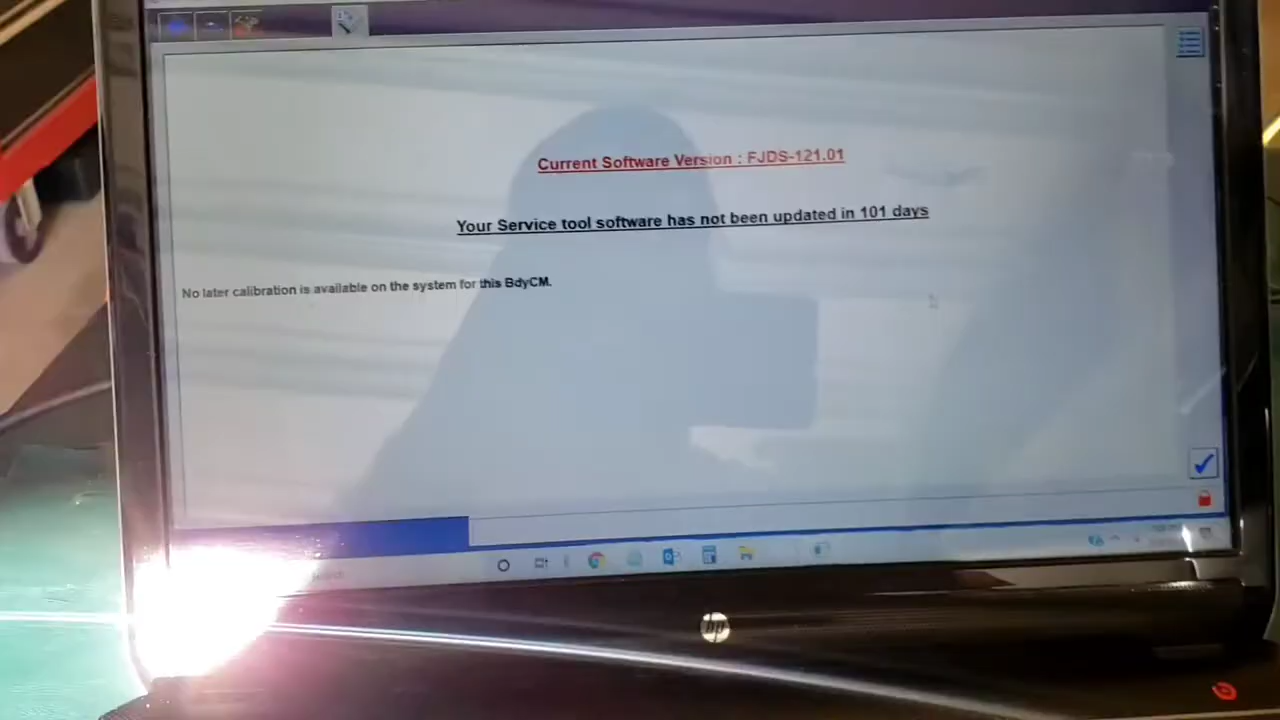 Current Software Version : FJDS-121.01
Your Service tool software has not been updated in 101 days
No later calibration is available on the system for this BdyCM.
hp